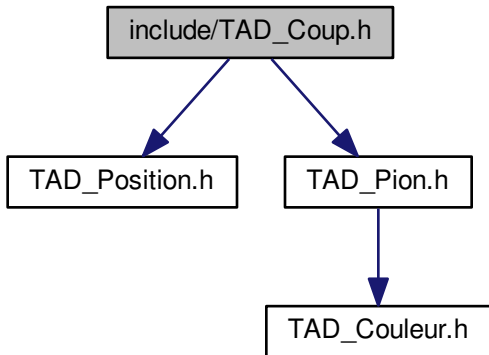 include/TAD_Coup.h
TAD_Position.h
TAD_Pion.h
TAD_Couleur.h